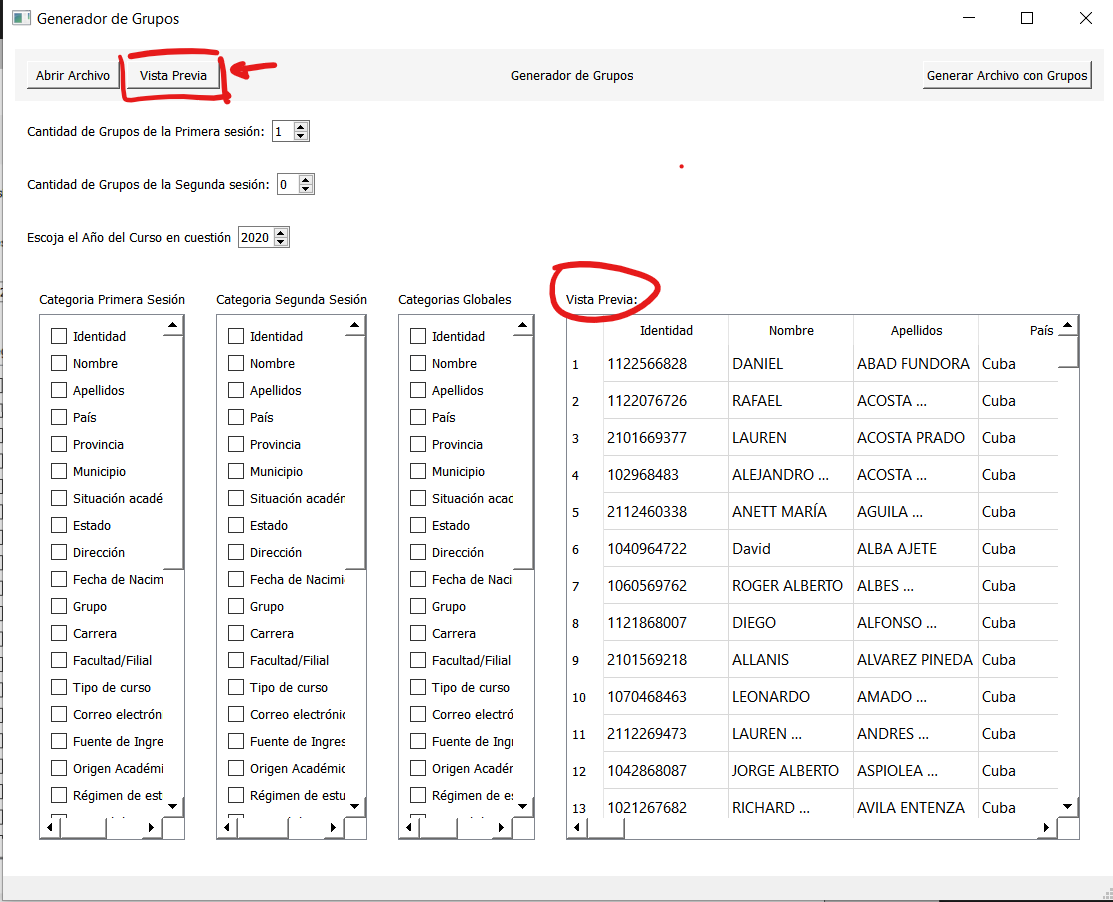 Generador de Grupos
Abrir Archivo Vista Previa Generador de Grupos Generar Archivo con Grupos
Cantidad de Grupos de la Primera sesión: 1
Cantidad de Grupos de la Segunda sesión: 0
Escoja el Año del Curso en cuestión 2020
Categoria Primera Sesión
Identidad
Nombre
Apellidos
País
Provincia
Municipio
Situación acadé
Estado
Dirección
Fecha de Nacim
Grupo
Carrera
Facultad/Filial
Tipo de curso
Correo electrón
Fuente de Ingre
Origen Académi
Régimen de est
Categoria Segunda Sesión
Identidad
Nombre
Apellidos
País
Provincia
Municipio
Situación académ
Estado
Dirección
Fecha de Nacimi
Grupo
Carrera
Facultad/Filial
Tipo de curso
Correo electrónic
Fuente de Ingres
Origen Académic
Régimen de estu
Categorias Globales
Identidad
Nombre
Apellidos
País
Provincia
Municipio
Situación acad
Estado
Dirección
Fecha de Naci
Grupo
Carrera
Facultad/Filial
Tipo de curso
Correo electró
Fuente de Ingr
Origen Acadér
Régimen de es
Vista Previa:
Identidad Nombre Apellidos País
1 1122566828 DANIEL ABAD FUNDORA Cuba
2 1122076726 RAFAEL ACOSTA ... Cuba
3 2101669377 LAUREN ACOSTA PRADO Cuba
4 102968483 ALEJANDRO ... ACOSTA ... Cuba
5 2112460338 ANETT MARÍA AGUILA ... Cuba
6 1040964722 David ALBA AJETE Cuba
7 1060569762 ROGER ALBERTO ALBES ... Cuba
8 1121868007 DIEGO ALFONSO ... Cuba
9 2101569218 ALLANIS ALVAREZ PINEDA Cuba
10 1070468463 LEONARDO AMADO ... Cuba
11 2112269473 LAUREN ... ANDRES ... Cuba
12 1042868087 JORGE ALBERTO ASPIOLEA ... Cuba
13 1021267682 RICHARD ... AVILA ENTENZA Cuba